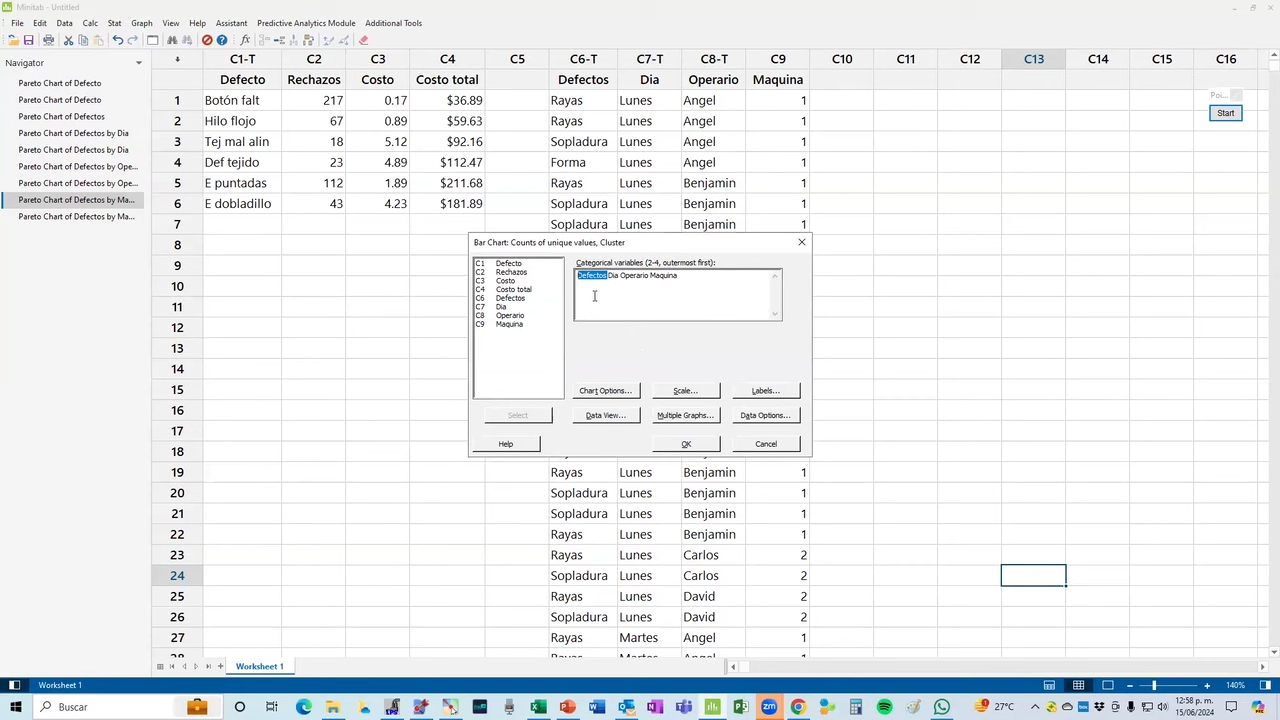 Minitab - Untitled
File Edit Data Calc Stat Graph View Help Assistant Predictive Analytics Module Additional Tools
Navigator
Pareto Chart of Defecto
Pareto Chart of Defecto
Pareto Chart of Defectos
Pareto Chart of Defectos by Dia
Pareto Chart of Defectos by Dia
Pareto Chart of Defectos by Ope...
Pareto Chart of Defectos by Ope...
Pareto Chart of Defectos by Ma...
Pareto Chart of Defectos by Ma...
C1-T C2 C3 C4 C5 C6-T C7-T C8-T C9 C10 C11 C12 C13 C14 C15 C16
Defecto Rechazos Costo Costo total Defectos Dia Operario Maquina
1 Botón falt 217 0.17 $36.89 Rayas Lunes Angel 1
2 Hilo flojo 67 0.89 $59.63 Rayas Lunes Angel 1
3 Tej mal alin 18 5.12 $92.16 Sopladura Lunes Angel 1
4 Def tejido 23 4.89 $112.47 Forma Lunes Angel 1
5 E puntadas 112 1.89 $211.68 Rayas Lunes Benjamin 1
6 E dobladillo 43 4.23 $181.89 Sopladura Lunes Benjamin 1
7 Sopladura Lunes Benjamin 1
8
9
10
11
12
13
14
15
16
17
18
19 Rayas Lunes Benjamin 1
20 Sopladura Lunes Benjamin 1
21 Sopladura Lunes Benjamin 1
22 Rayas Lunes Benjamin 1
23 Rayas Lunes Carlos 2
24 Sopladura Lunes Carlos 2
25 Rayas Lunes David 2
26 Sopladura Lunes David 2
27 Rayas Martes Angel 1
Poi...
Start
Bar Chart: Counts of unique values, Cluster
C1 Defecto
C2 Rechazos
C3 Costo
C4 Costo total
C6 Defectos
C7 Dia
C8 Operario
C9 Maquina
Categorical variables (2-4, outermost first):
Defectos Dia Operario Maquina
Chart Options... Scale... Labels...
Select Data View... Multiple Graphs... Data Options...
Help OK Cancel
Worksheet 1
Worksheet 1
140%
Buscar
27°C
12:58 p. m.
15/06/2024